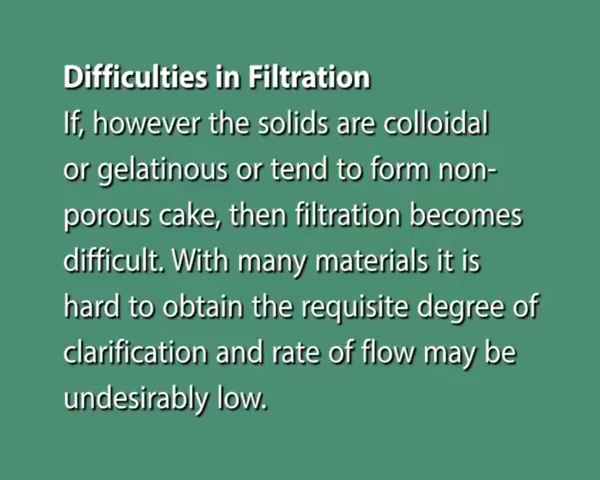 Difficulties in Filtration
If, however the solids are colloidal
or gelatinous or tend to form non-
porous cake, then filtration becomes
difficult. With many materials it is
hard to obtain the requisite degree of
clarification and rate of flow may be
undesirably low.